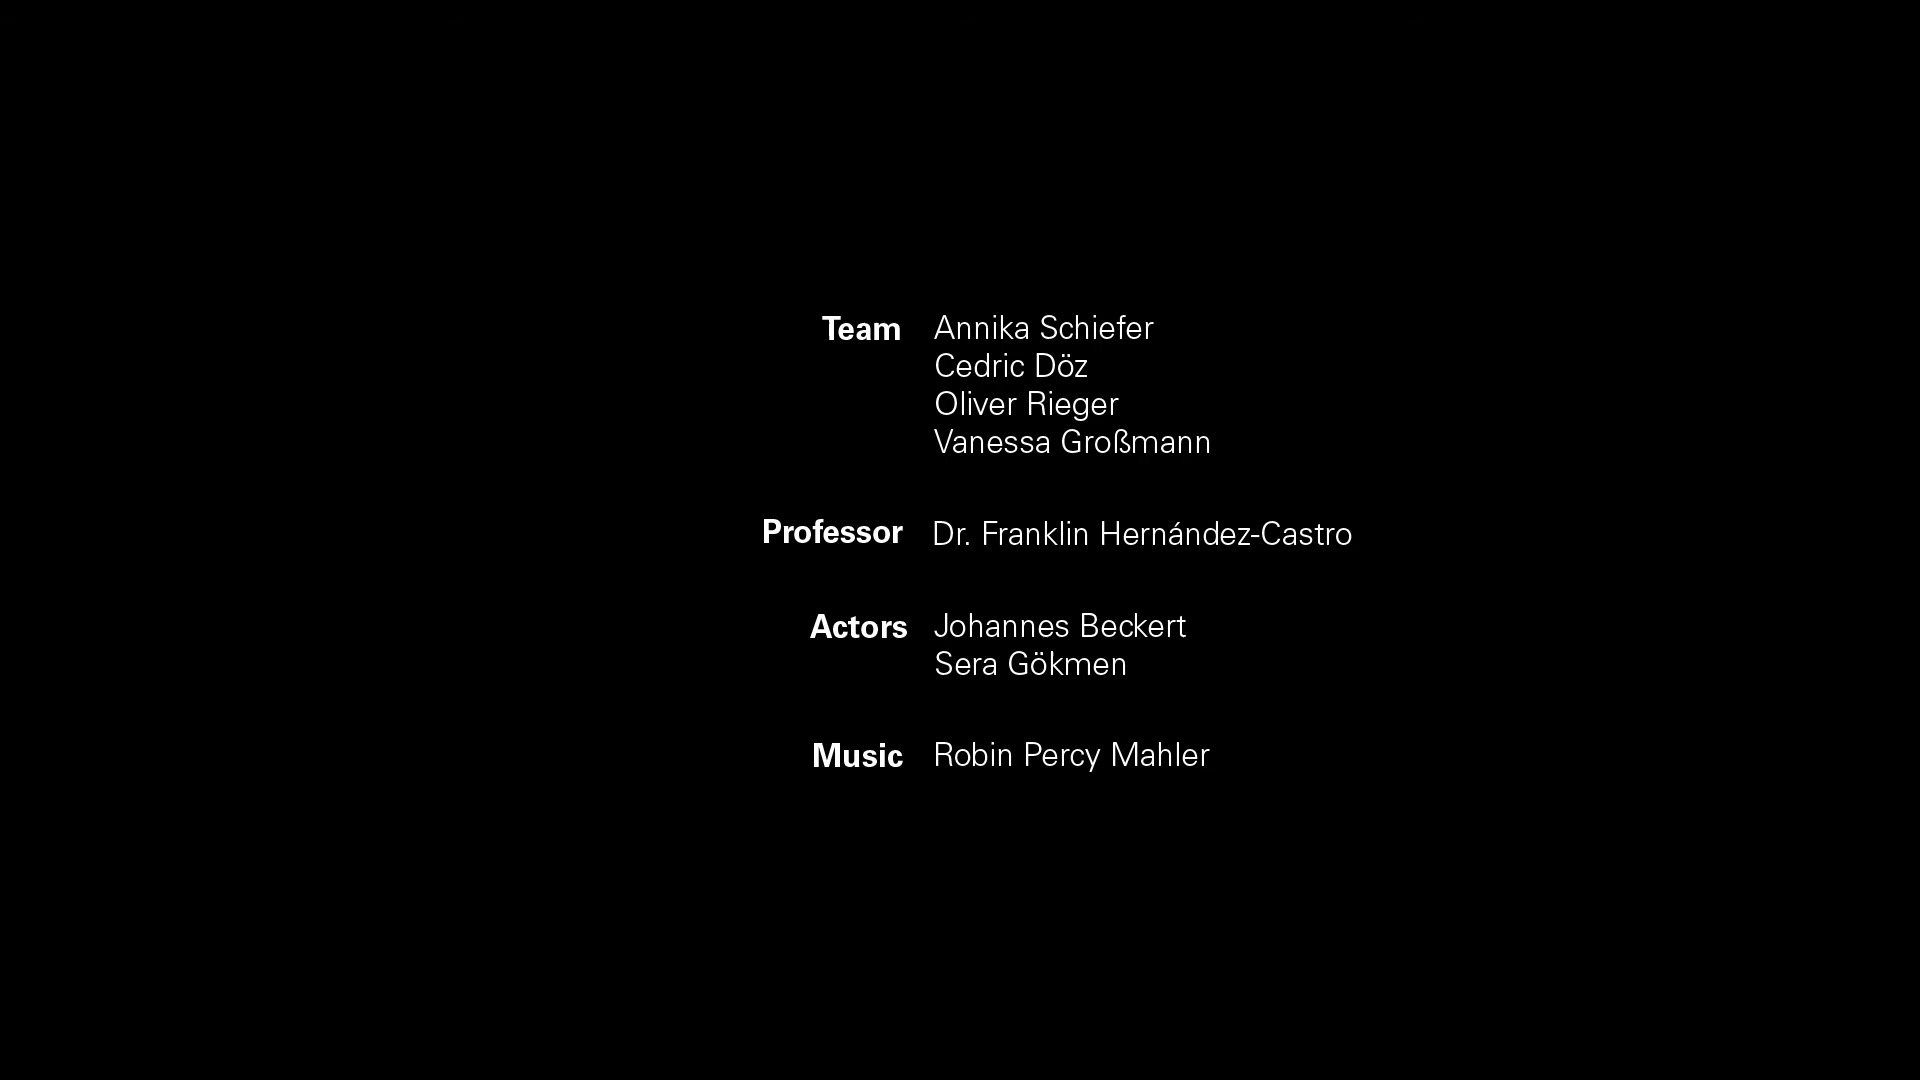 Team Annika Schiefer
Cedric Döz
Oliver Rieger
Vanessa Großmann
Professor Dr. Franklin Hernández-Castro
Actors Johannes Beckert
Sera Gökmen
Music Robin Percy Mahler